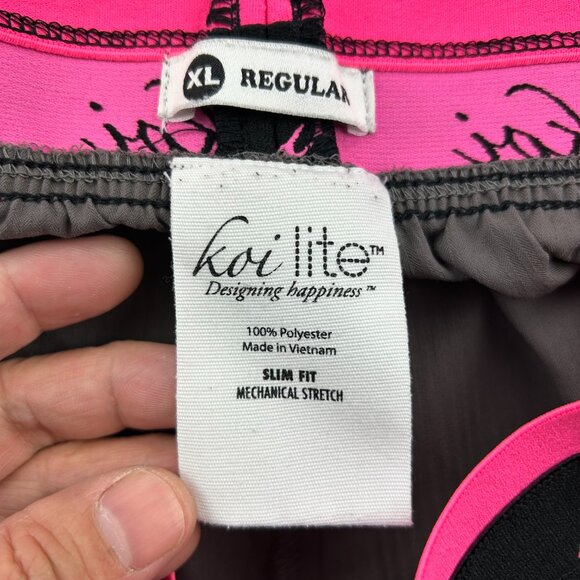 XL REGULAR
koi lite™
Designing happiness™
100% Polyester
Made in Vietnam
SLIM FIT
MECHANICAL STRETCH